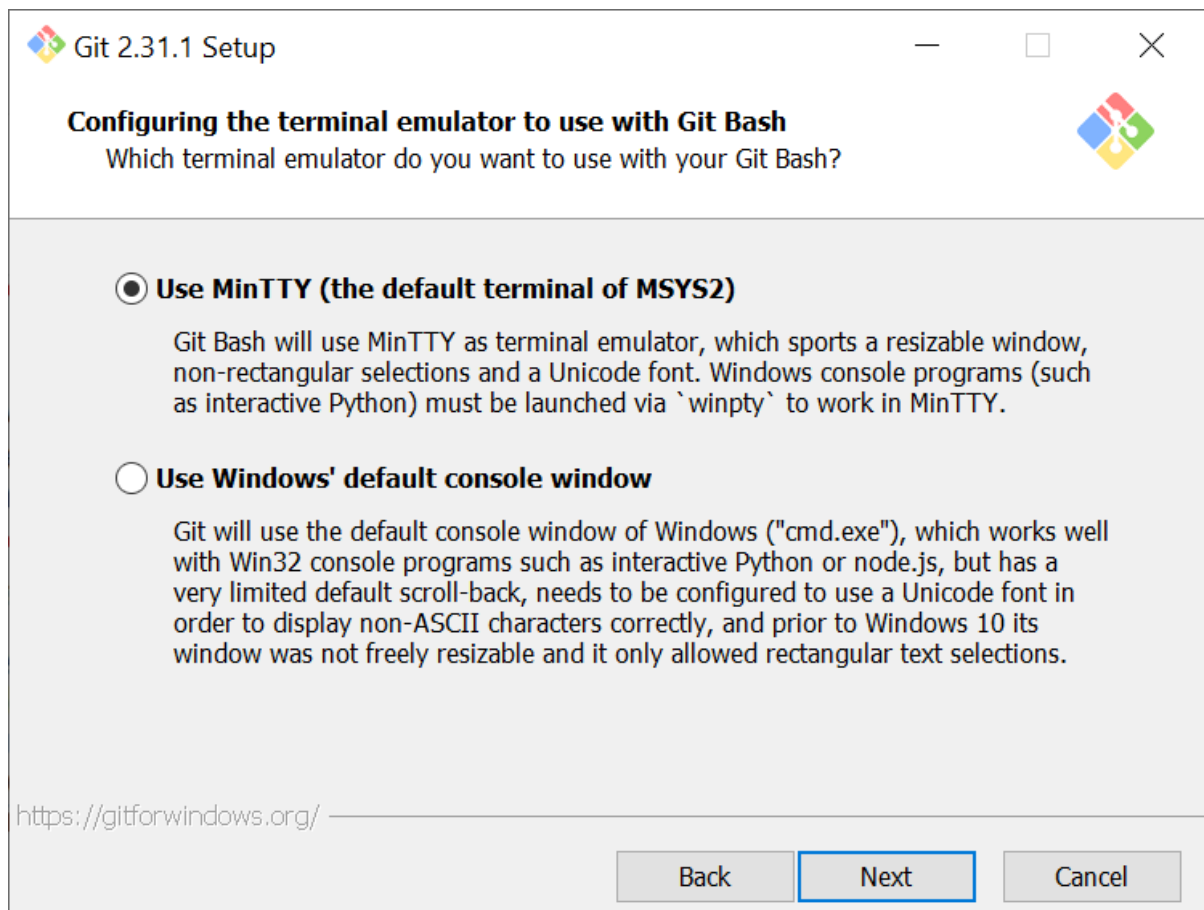 Git 2.31.1 Setup
Configuring the terminal emulator to use with Git Bash
Which terminal emulator do you want to use with your Git Bash?
Use MinTTY (the default terminal of MSYS2)
Git Bash will use MinTTY as terminal emulator, which sports a resizable window,
non-rectangular selections and a Unicode font. Windows console programs (such
as interactive Python) must be launched via `winpty` to work in MinTTY.
Use Windows' default console window
Git will use the default console window of Windows ("cmd.exe"), which works well
with Win32 console programs such as interactive Python or node.js, but has a
very limited default scroll-back, needs to be configured to use a Unicode font in
order to display non-ASCII characters correctly, and prior to Windows 10 its
window was not freely resizable and it only allowed rectangular text selections.
https://gitforwindows.org/
Back Next Cancel